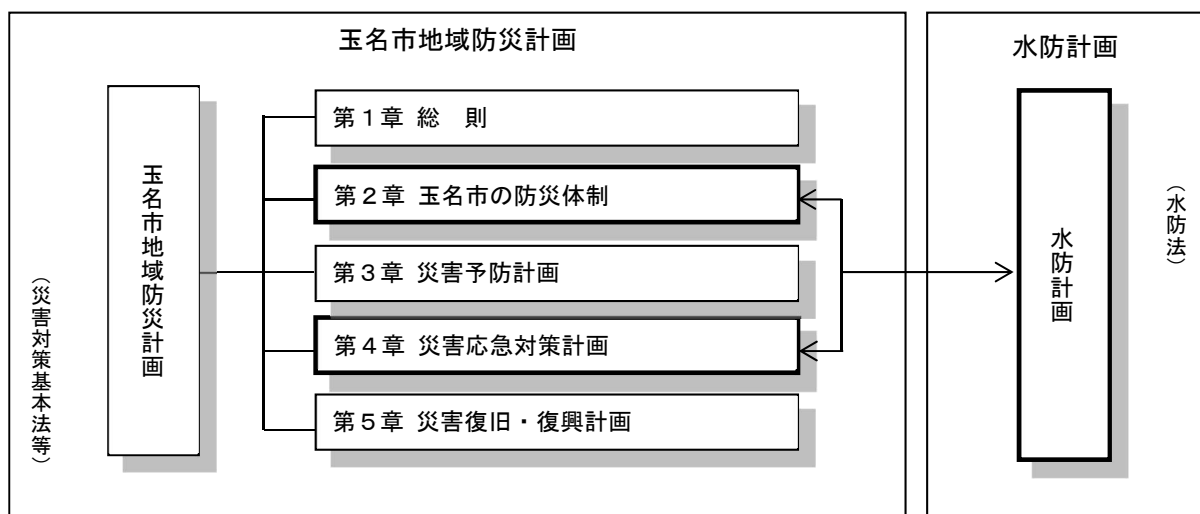 玉名市地域防災計画
（災害対策基本法等）
玉名市地域防災計画
第１章 総　則
第２章 玉名市の防災体制
第３章 災害予防計画
第４章 災害応急対策計画
第５章 災害復旧・復興計画
水防計画
水防計画
（水防法）